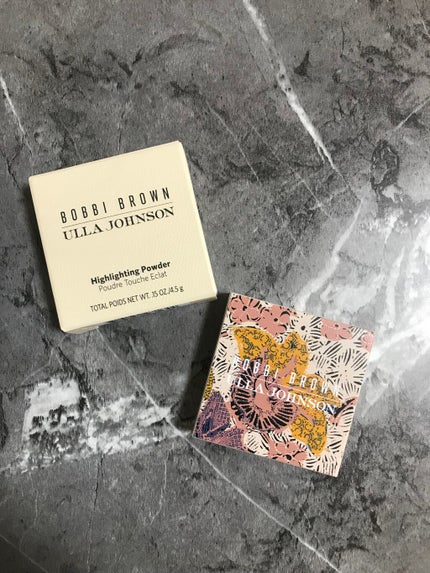 BOBBI BROWN
ULLA JOHNSON
Highlighting Powder
Poudre Touche Eclat
TOTAL POIDS NET WT. .15 OZ./4.5 g
BOBBI BROWN
ULLA JOHNSON